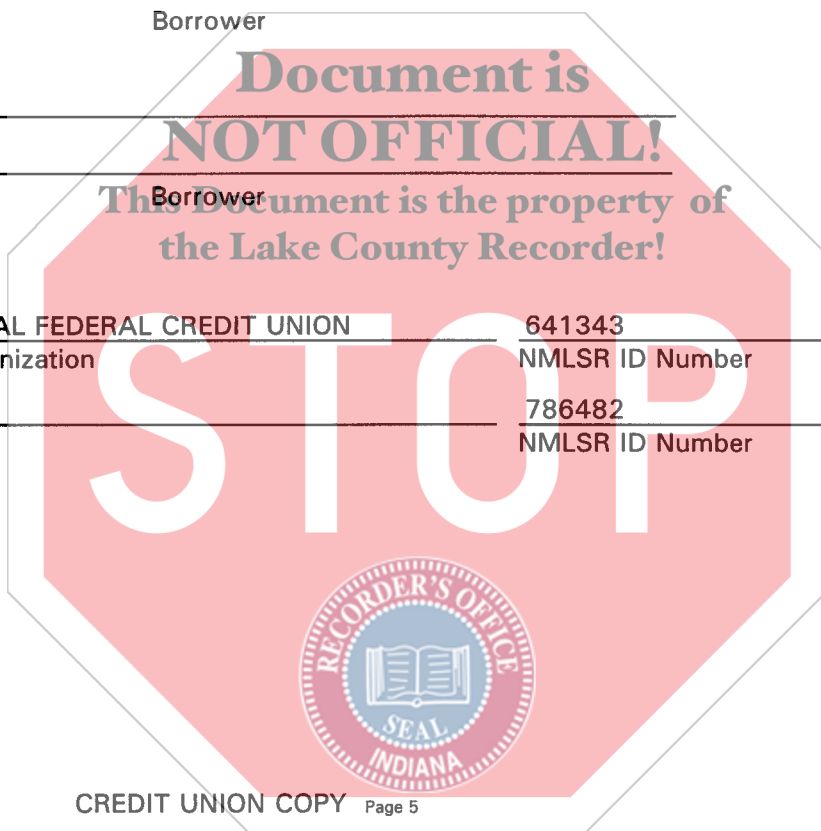 Borrower
Document is
NOT OFFICIAL!
Borrower
This Document is the property of
the Lake County Recorder!
AL FEDERAL CREDIT UNION 641343
nization NMLSR ID Number
786482
NMLSR ID Number
STOP
RECORDER'S OFFICE
SEAL
INDIANA
CREDIT UNION COPY Page 5